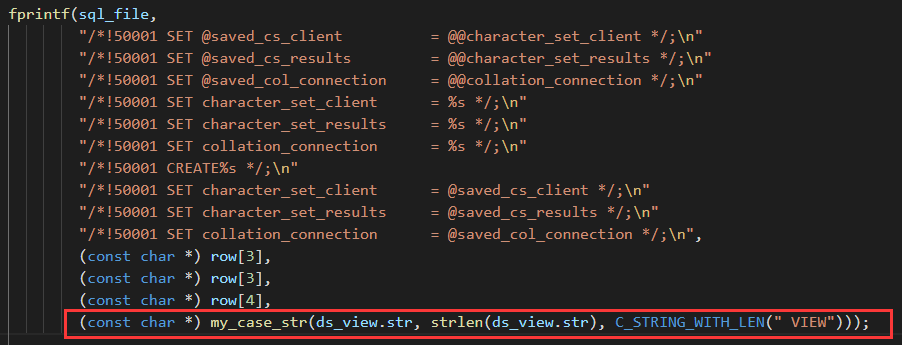 fprintf(sql_file,
"/*!50001 SET @saved_cs_client          = @@character_set_client */;\n"
"/*!50001 SET @saved_cs_results         = @@character_set_results */;\n"
"/*!50001 SET @saved_col_connection     = @@collation_connection */;\n"
"/*!50001 SET character_set_client      = %s */;\n"
"/*!50001 SET character_set_results     = %s */;\n"
"/*!50001 SET collation_connection      = %s */;\n"
"/*!50001 CREATE%s */;\n"
"/*!50001 SET character_set_client      = @saved_cs_client */;\n"
"/*!50001 SET character_set_results     = @saved_cs_results */;\n"
"/*!50001 SET collation_connection      = @saved_col_connection */;\n",
(const char *) row[3],
(const char *) row[3],
(const char *) row[4],
(const char *) my_case_str(ds_view.str, strlen(ds_view.str), C_STRING_WITH_LEN(" VIEW")));